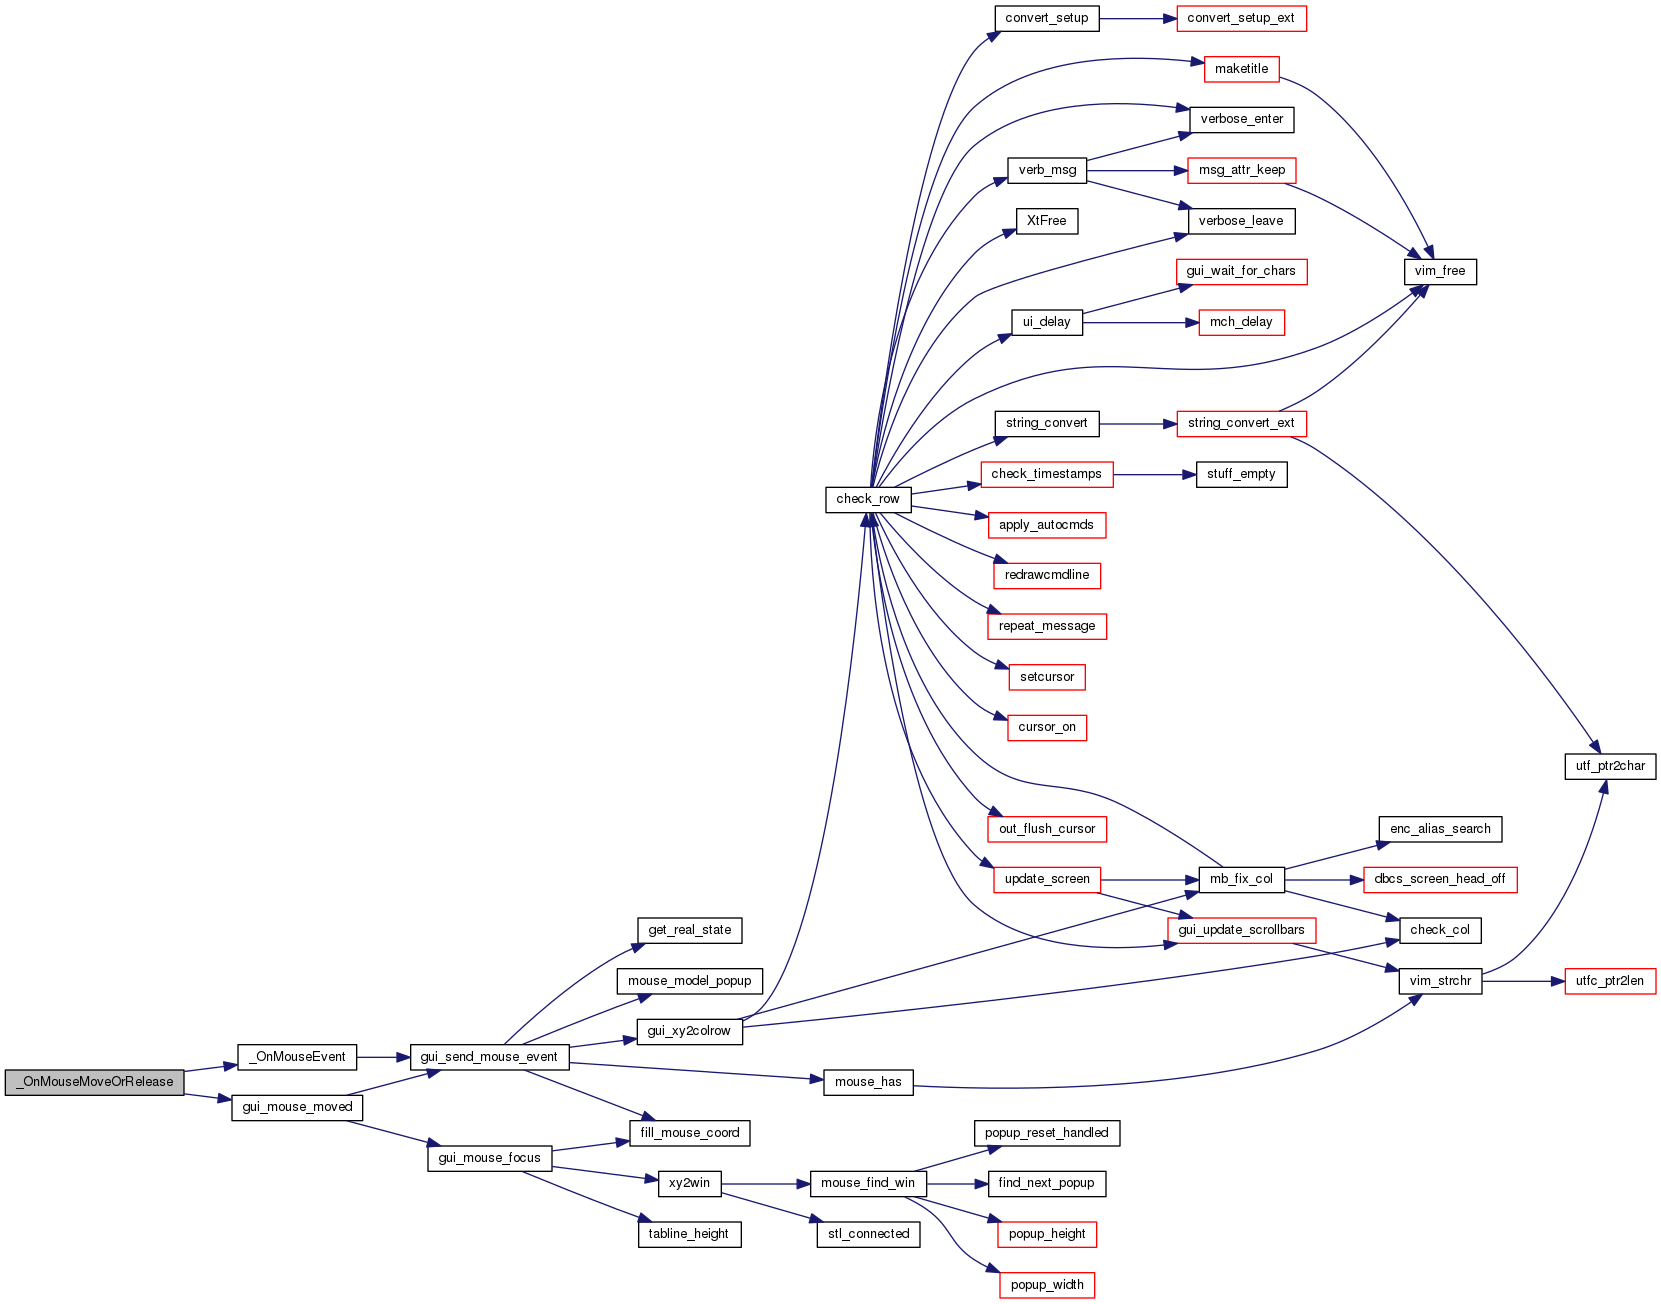 convert_setup
convert_setup_ext
maketitle
verbose_enter
verb_msg
msg_attr_keep
XtFree
verbose_leave
gui_wait_for_chars
vim_free
ui_delay
mch_delay
string_convert
string_convert_ext
check_timestamps
stuff_empty
check_row
apply_autocmds
redrawcmdline
repeat_message
setcursor
cursor_on
utf_ptr2char
out_flush_cursor
enc_alias_search
update_screen
mb_fix_col
dbcs_screen_head_off
get_real_state
gui_update_scrollbars
check_col
mouse_model_popup
vim_strchr
utfc_ptr2len
gui_xy2colrow
_OnMouseEvent
gui_send_mouse_event
_OnMouseMoveOrRelease
mouse_has
gui_mouse_moved
fill_mouse_coord
popup_reset_handled
gui_mouse_focus
xy2win
mouse_find_win
find_next_popup
tabline_height
stl_connected
popup_height
popup_width